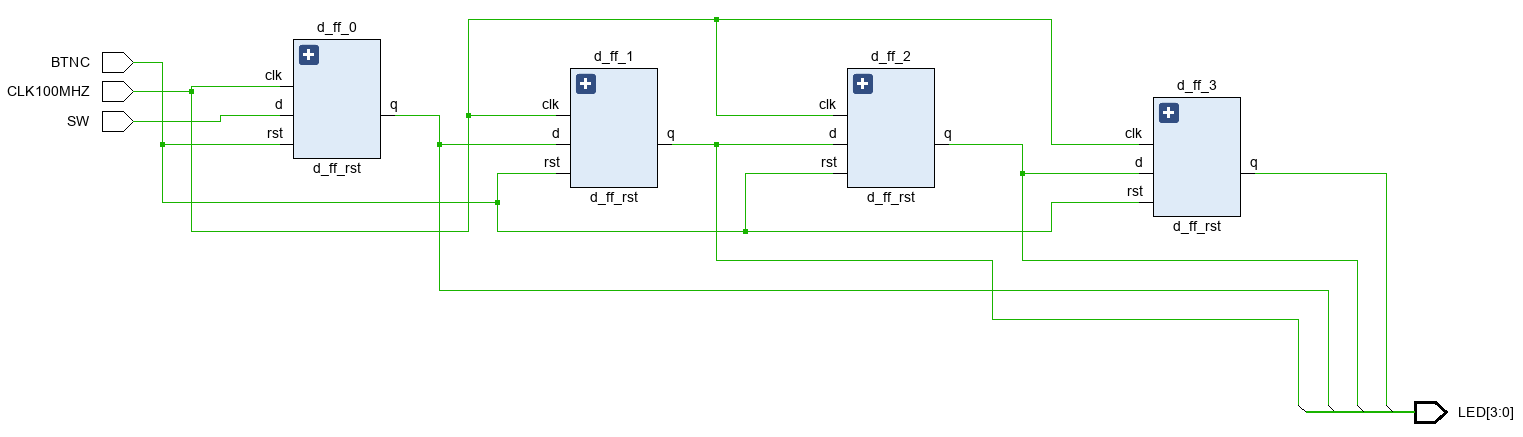 BTNC
CLK100MHZ
SW
d_ff_0
clk
d
rst
q
d_ff_rst
d_ff_1
clk
d
rst
q
d_ff_rst
d_ff_2
clk
d
rst
q
d_ff_rst
d_ff_3
clk
d
rst
q
d_ff_rst
LED[3:0]